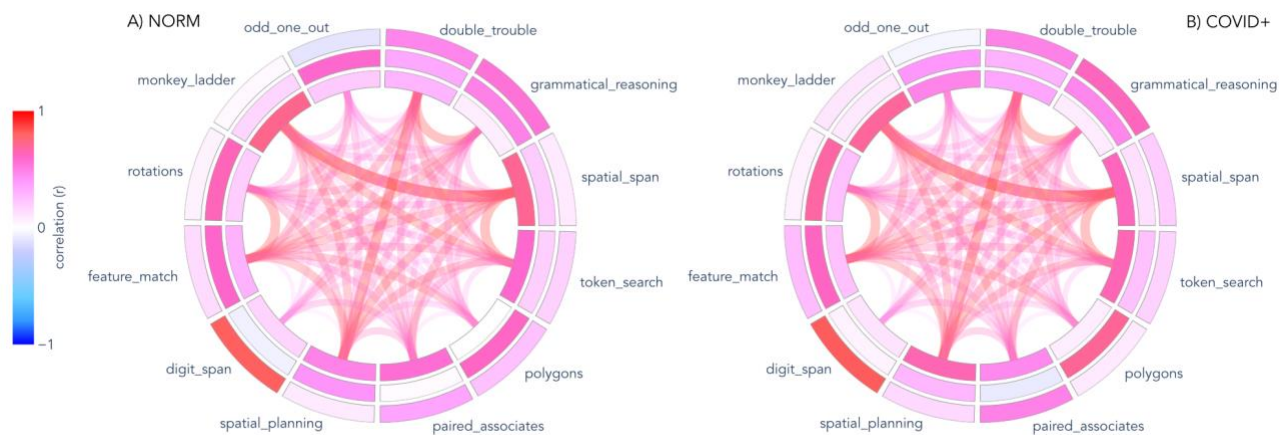 A) NORM
odd_one_out
double_trouble
monkey_ladder
grammatical_reasoning
rotations
spatial_span
feature_match
token_search
digit_span
polygons
spatial_planning
paired_associates
1
0
−1
correlation (r)
B) COVID+
odd_one_out
double_trouble
monkey_ladder
grammatical_reasoning
rotations
spatial_span
feature_match
token_search
digit_span
polygons
spatial_planning
paired_associates